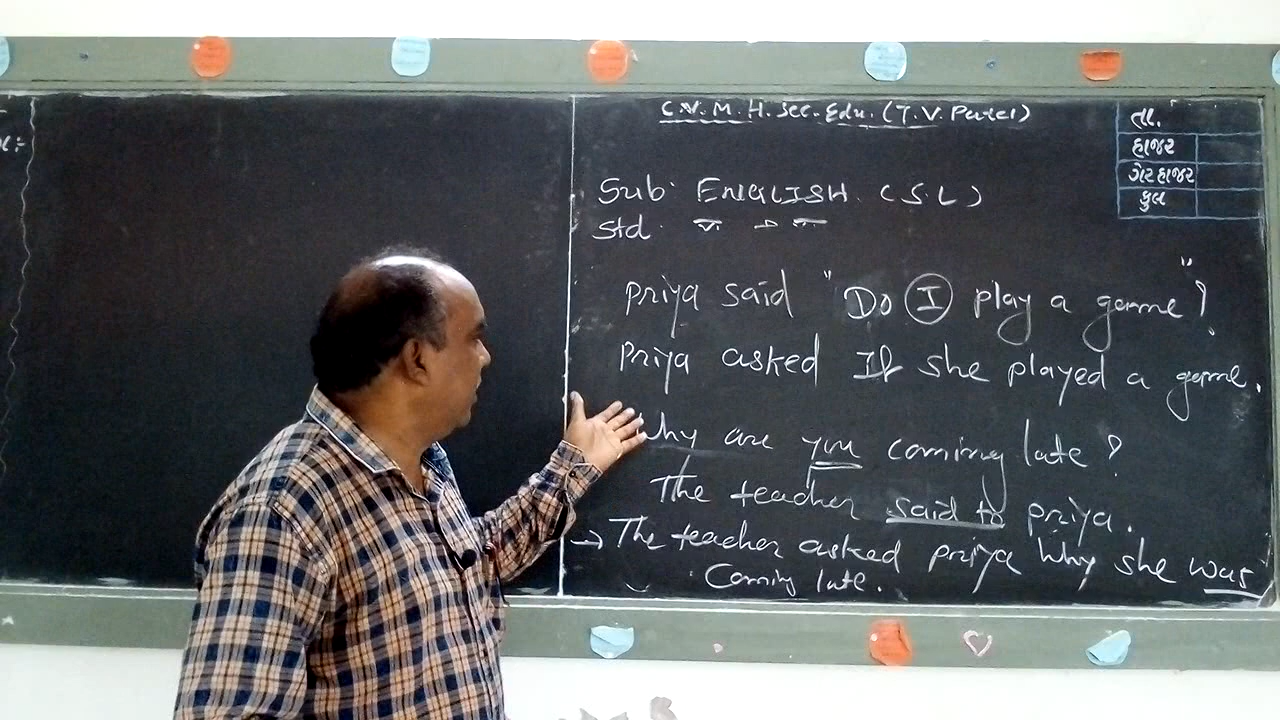 C.V.M. H. Sec. Edu. (T. V. Patel)
તા.
હાજર
ગેરહાજર
કુલ
Sub: ENGLISH. (S.L)
Std.
Priya said " Do I play a game"?
Priya asked If she played a game.
Why are you coming late?
The teacher said to priya.
→ The teacher asked priya Why she was
Coming late.